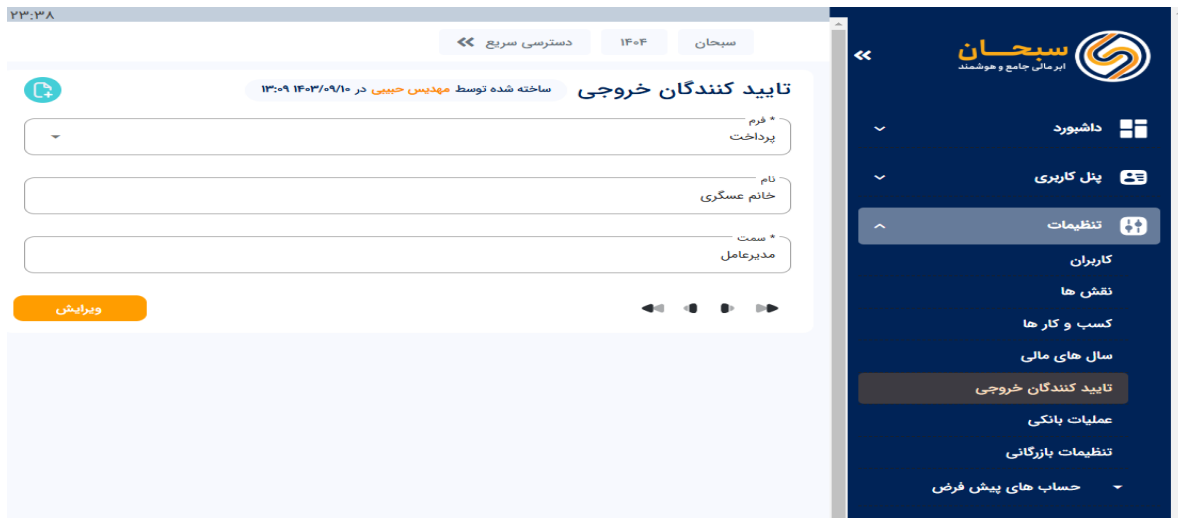 ۲۳:۳۸
سبحان
ابر مالی جامع و هوشمند
داشبورد
پنل کاربری
تنظیمات
کاربران
نقش ها
کسب و کار ها
سال های مالی
تایید کنندگان خروجی
عملیات بانکی
تنظیمات بازرگانی
حساب های پیش فرض
سبحان ۱۴۰۴ دسترسی سریع
تایید کنندگان خروجی ساخته شده توسط مهدیس حبیبی در ۱۴۰۳/۰۹/۱۰ ۱۳:۰۹
* فرم
پرداخت
نام
خانم عسگری
* سمت
مدیرعامل
ویرایش